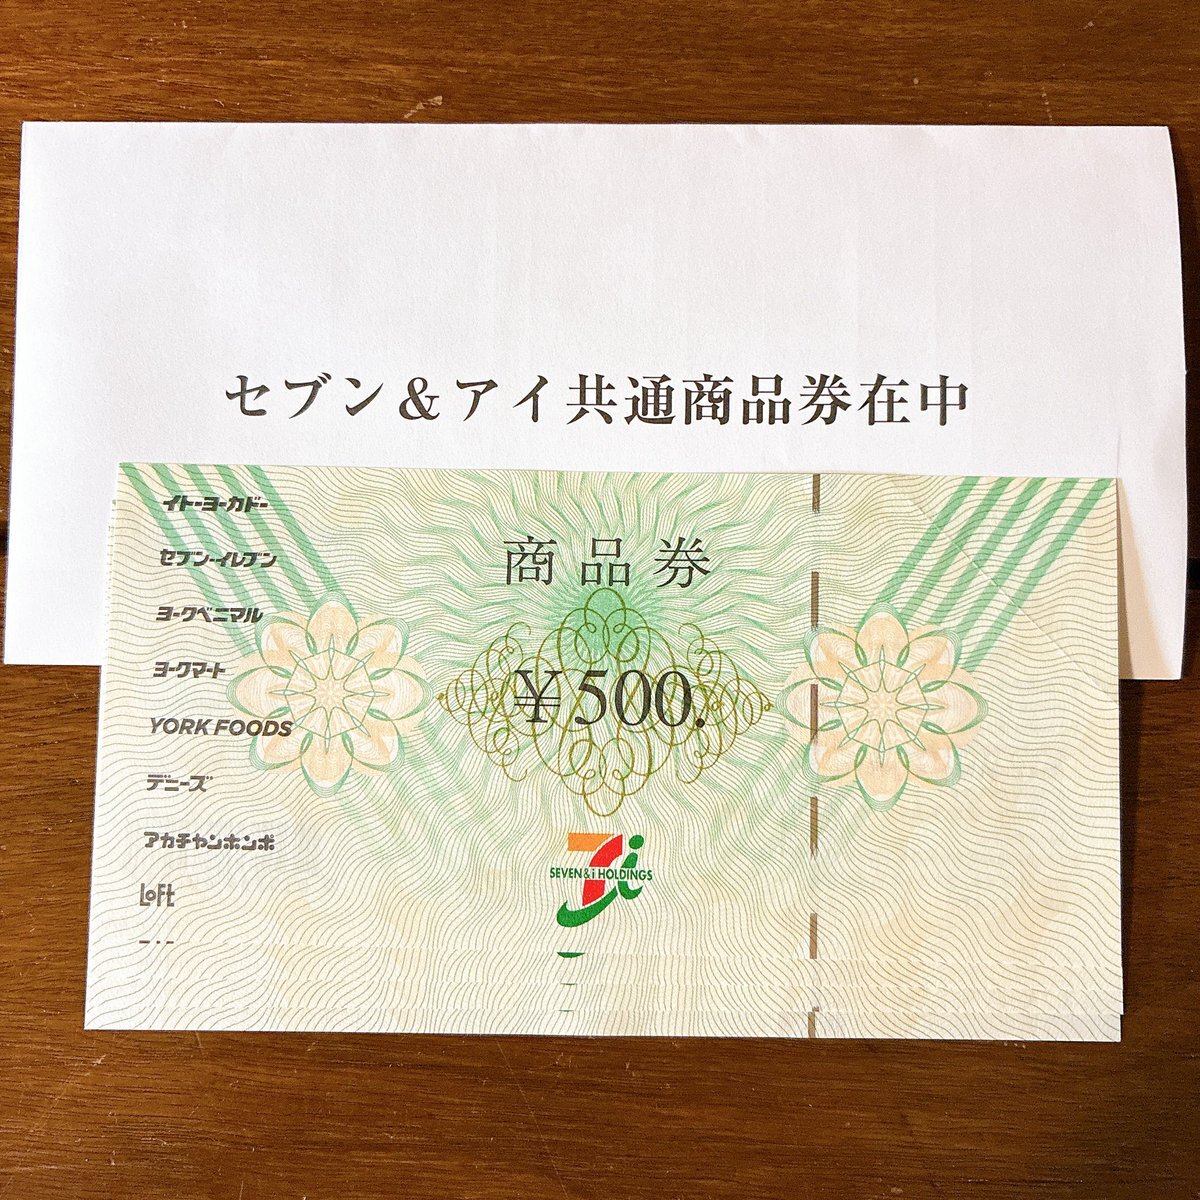 セブン＆アイ共通商品券在中
イトーヨーカドー
セブン-イレブン
ヨークベニマル
ヨークマート
YORK FOODS
デニーズ
アカチャンホンポ
LOFT
商品券
￥500.
SEVEN & i HOLDINGS